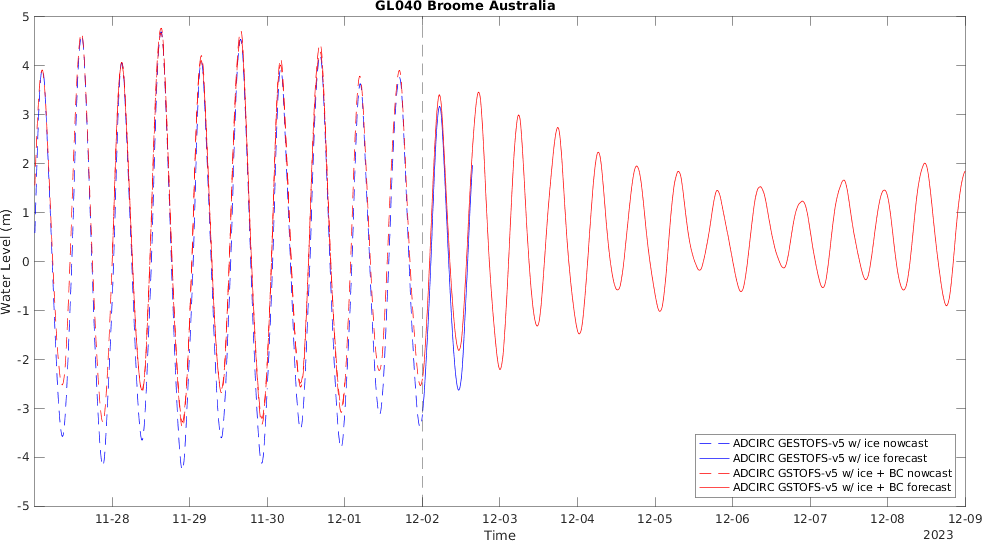 GL040 Broome Australia
5
4
3
2
1
0
-1
-2
-3
-4
-5
Water Level (m)
ADCIRC GESTOFS-v5 w/ ice nowcast
ADCIRC GESTOFS-v5 w/ ice forecast
ADCIRC GSTOFS-v5 w/ ice + BC nowcast
ADCIRC GSTOFS-v5 w/ ice + BC forecast
11-28 11-29 11-30 12-01 12-02 12-03 12-04 12-05 12-06 12-07 12-08 12-09
Time
2023